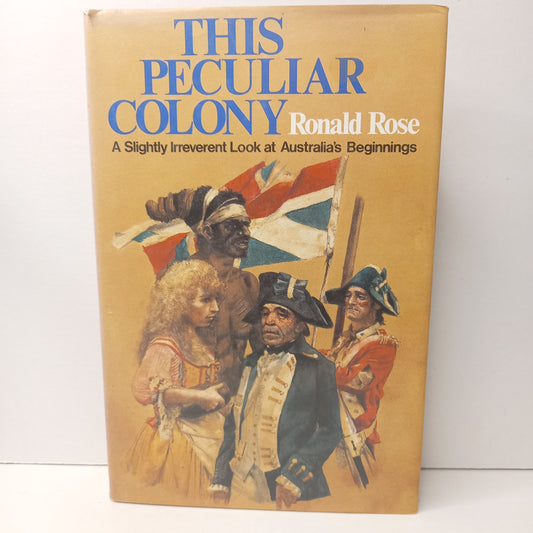 THIS
PECULIAR
COLONY Ronald Rose
A Slightly Irreverent Look at Australia's Beginnings